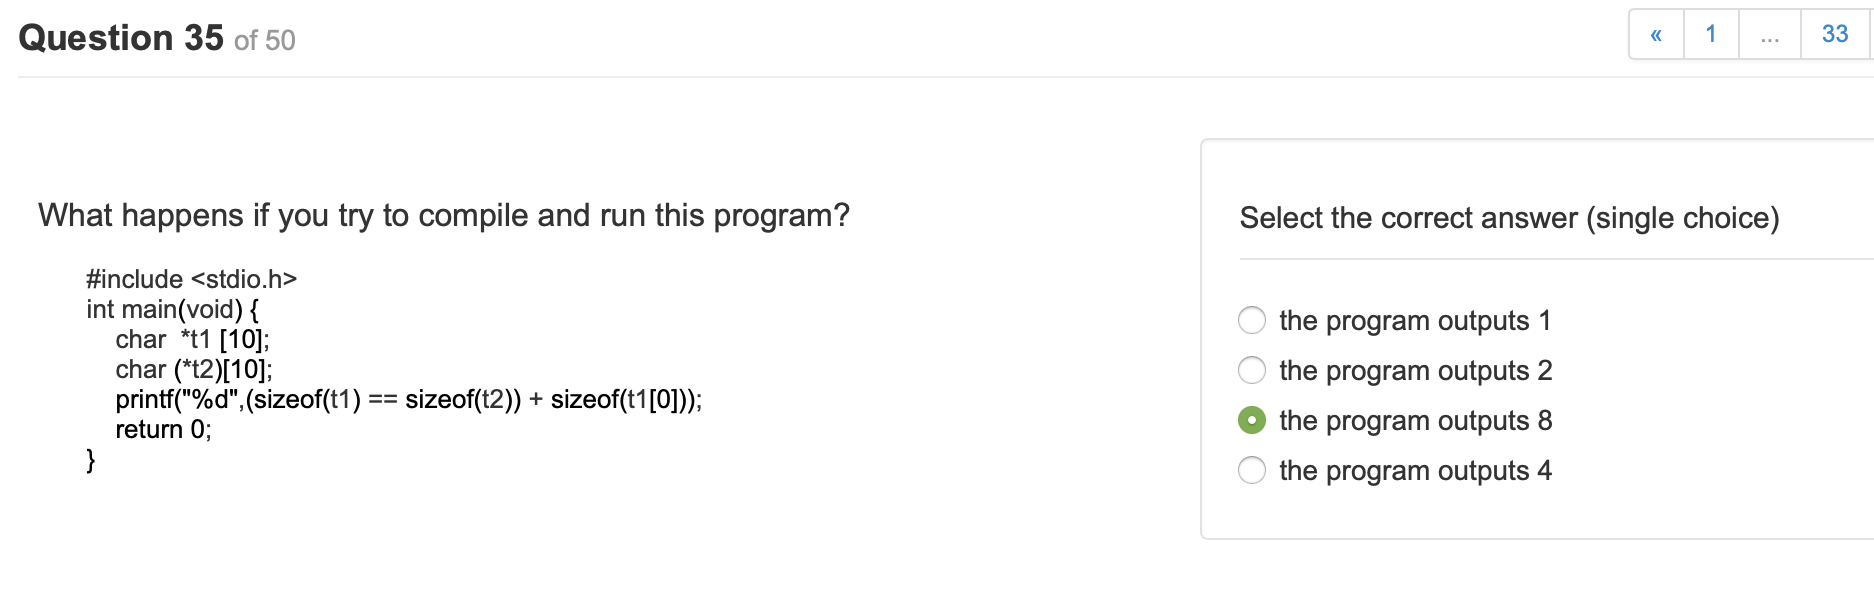 Question 35 of 50
« 1 ... 33
What happens if you try to compile and run this program?
#include <stdio.h>
int main(void) {
char *t1 [10];
char (*t2)[10];
printf("%d",(sizeof(t1) == sizeof(t2)) + sizeof(t1[0]));
return 0;
}
Select the correct answer (single choice)
the program outputs 1
the program outputs 2
the program outputs 8
the program outputs 4